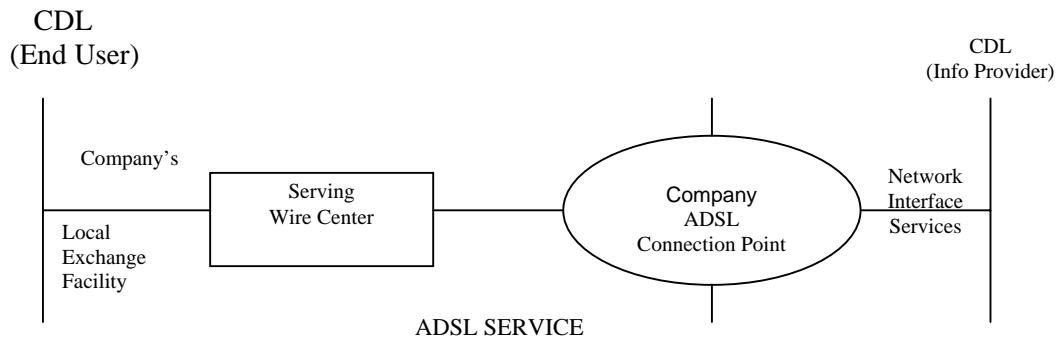 CDL
(End User)
CDL
(Info Provider)
Company's
Serving
Wire Center
Company
ADSL
Connection Point
Network
Interface
Services
Local
Exchange
Facility
ADSL SERVICE